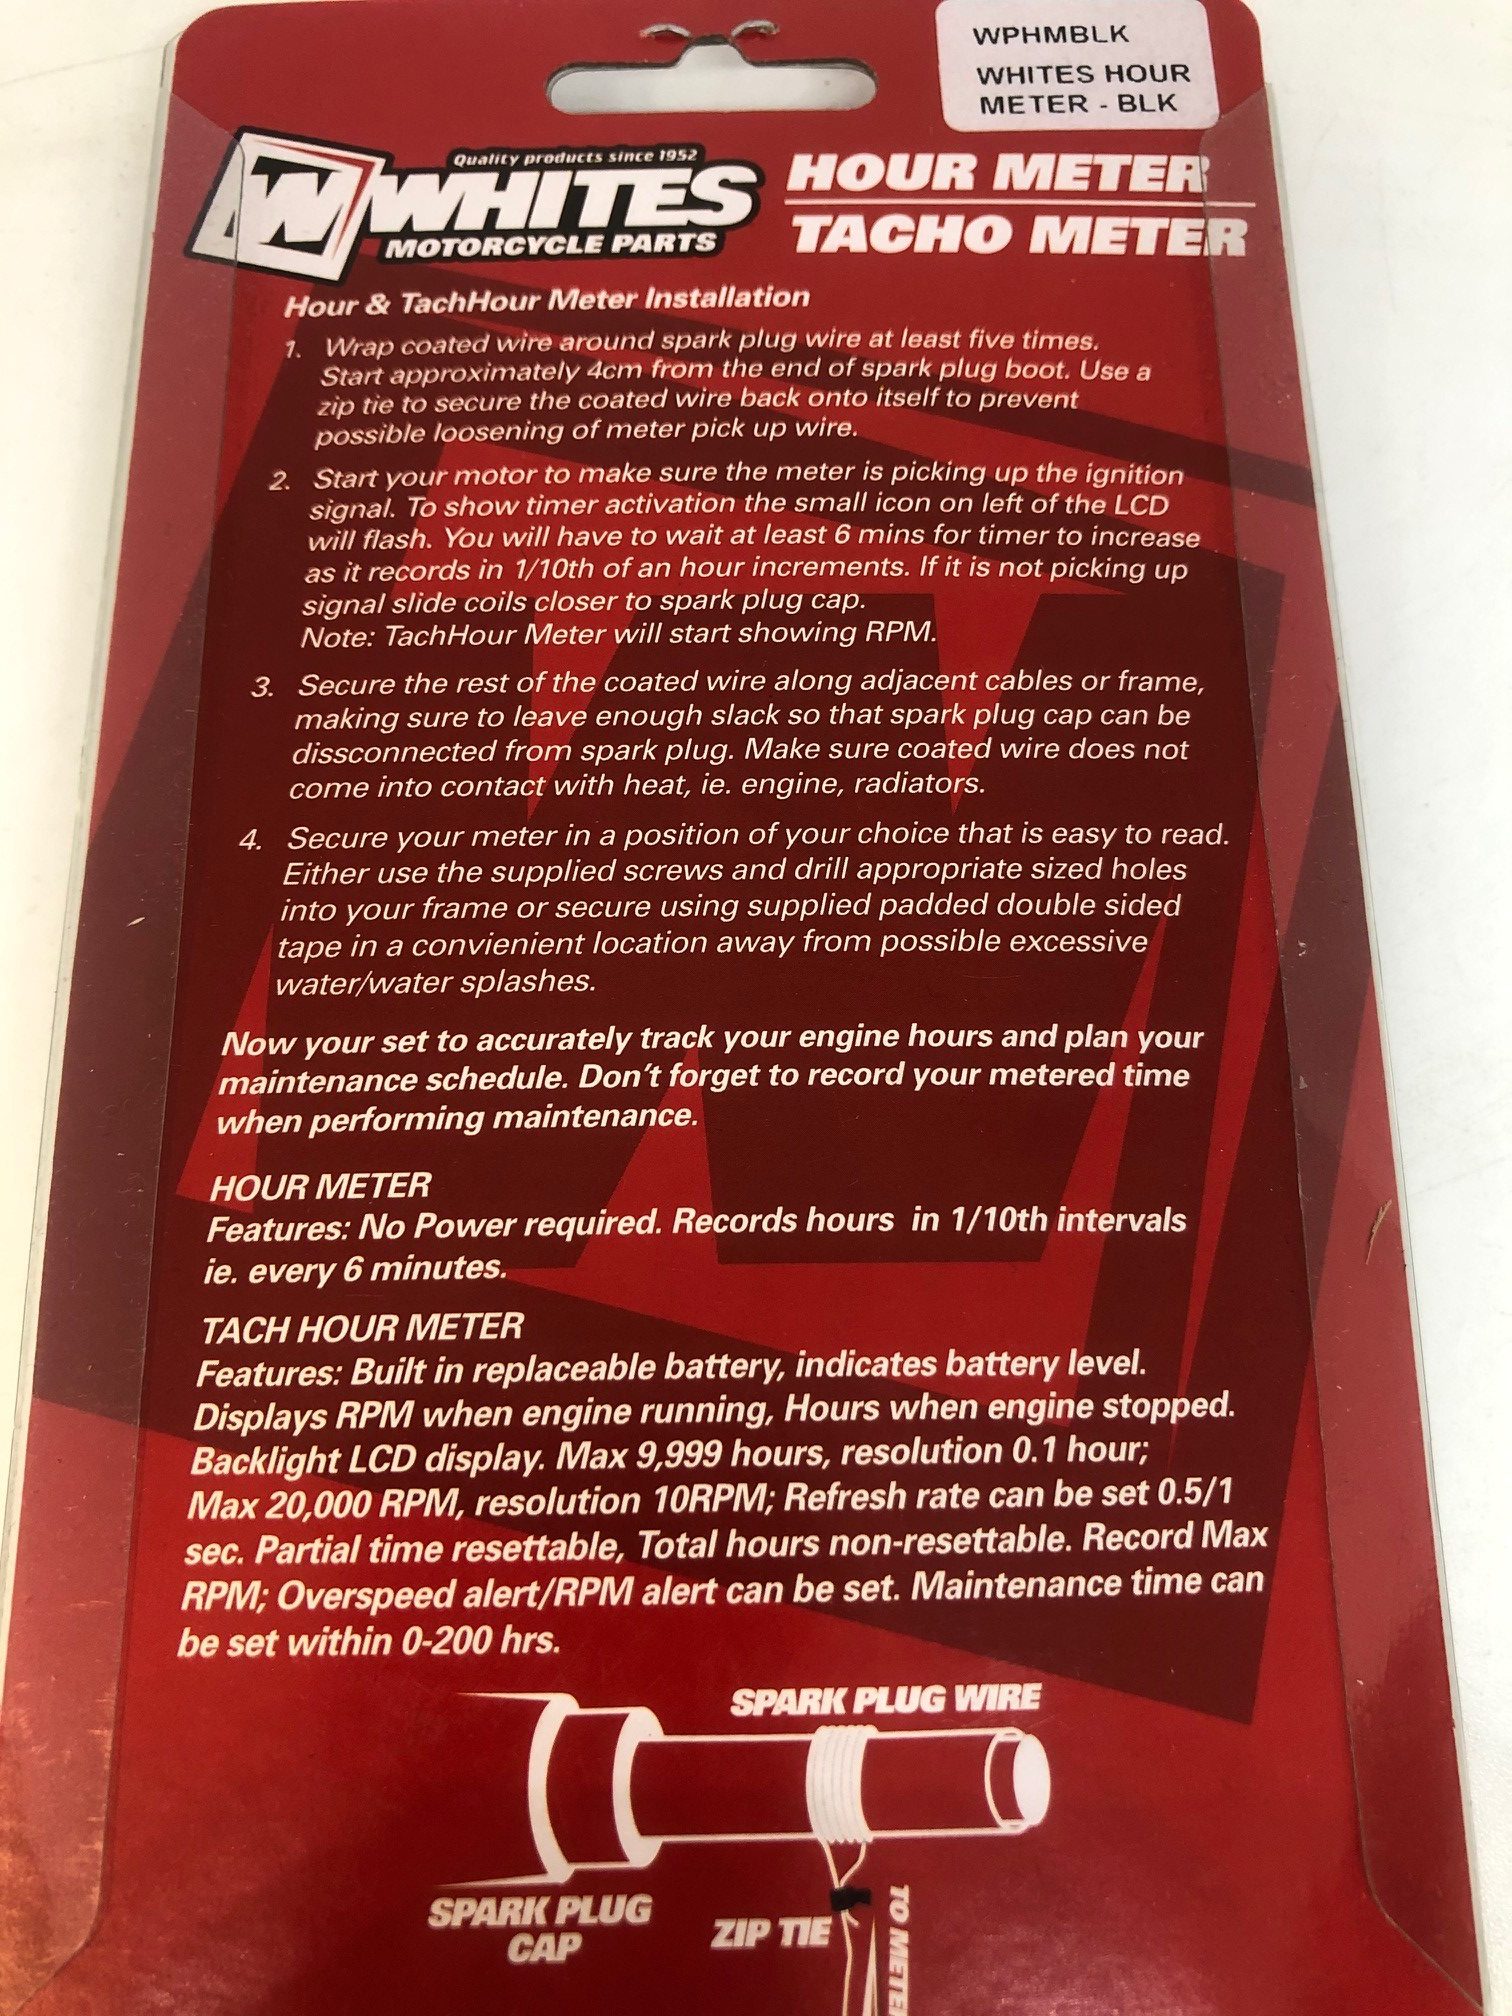 WPHMBLK
WHITES HOUR
METER - BLK
Quality products since 1952
W WHITES
MOTORCYCLE PARTS
HOUR METER
TACHO METER
Hour & TachHour Meter Installation
1. Wrap coated wire around spark plug wire at least five times.
Start approximately 4cm from the end of spark plug boot. Use a
zip tie to secure the coated wire back onto itself to prevent
possible loosening of meter pick up wire.
2. Start your motor to make sure the meter is picking up the ignition
signal. To show timer activation the small icon on left of the LCD
will flash. You will have to wait at least 6 mins for timer to increase
as it records in 1/10th of an hour increments. If it is not picking up
signal slide coils closer to spark plug cap.
Note: TachHour Meter will start showing RPM.
3. Secure the rest of the coated wire along adjacent cables or frame,
making sure to leave enough slack so that spark plug cap can be
dissconnected from spark plug. Make sure coated wire does not
come into contact with heat, ie. engine, radiators.
4. Secure your meter in a position of your choice that is easy to read.
Either use the supplied screws and drill appropriate sized holes
into your frame or secure using supplied padded double sided
tape in a convienient location away from possible excessive
water/water splashes.
Now your set to accurately track your engine hours and plan your
maintenance schedule. Don't forget to record your metered time
when performing maintenance.
HOUR METER
Features: No Power required. Records hours in 1/10th intervals
ie. every 6 minutes.
TACH HOUR METER
Features: Built in replaceable battery, indicates battery level.
Displays RPM when engine running, Hours when engine stopped.
Backlight LCD display. Max 9,999 hours, resolution 0.1 hour;
Max 20,000 RPM, resolution 10RPM; Refresh rate can be set 0.5/1
sec. Partial time resettable, Total hours non-resettable. Record Max
RPM; Overspeed alert/RPM alert can be set. Maintenance time can
be set within 0-200 hrs.
SPARK PLUG WIRE
SPARK PLUG
CAP
ZIP TIE
TO METE